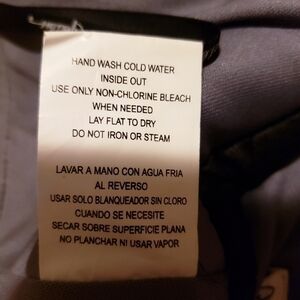 HAND WASH COLD WATER
INSIDE OUT
USE ONLY NON-CHLORINE BLEACH
WHEN NEEDED
LAY FLAT TO DRY
DO NOT IRON OR STEAM
LAVAR A MANO CON AGUA FRIA
AL REVERSO
USAR SOLO BLANQUEADOR SIN CLORO
CUANDO SE NECESITE
SECAR SOBRE SUPERFICIE PLANA
NO PLANCHAR NI USAR VAPOR